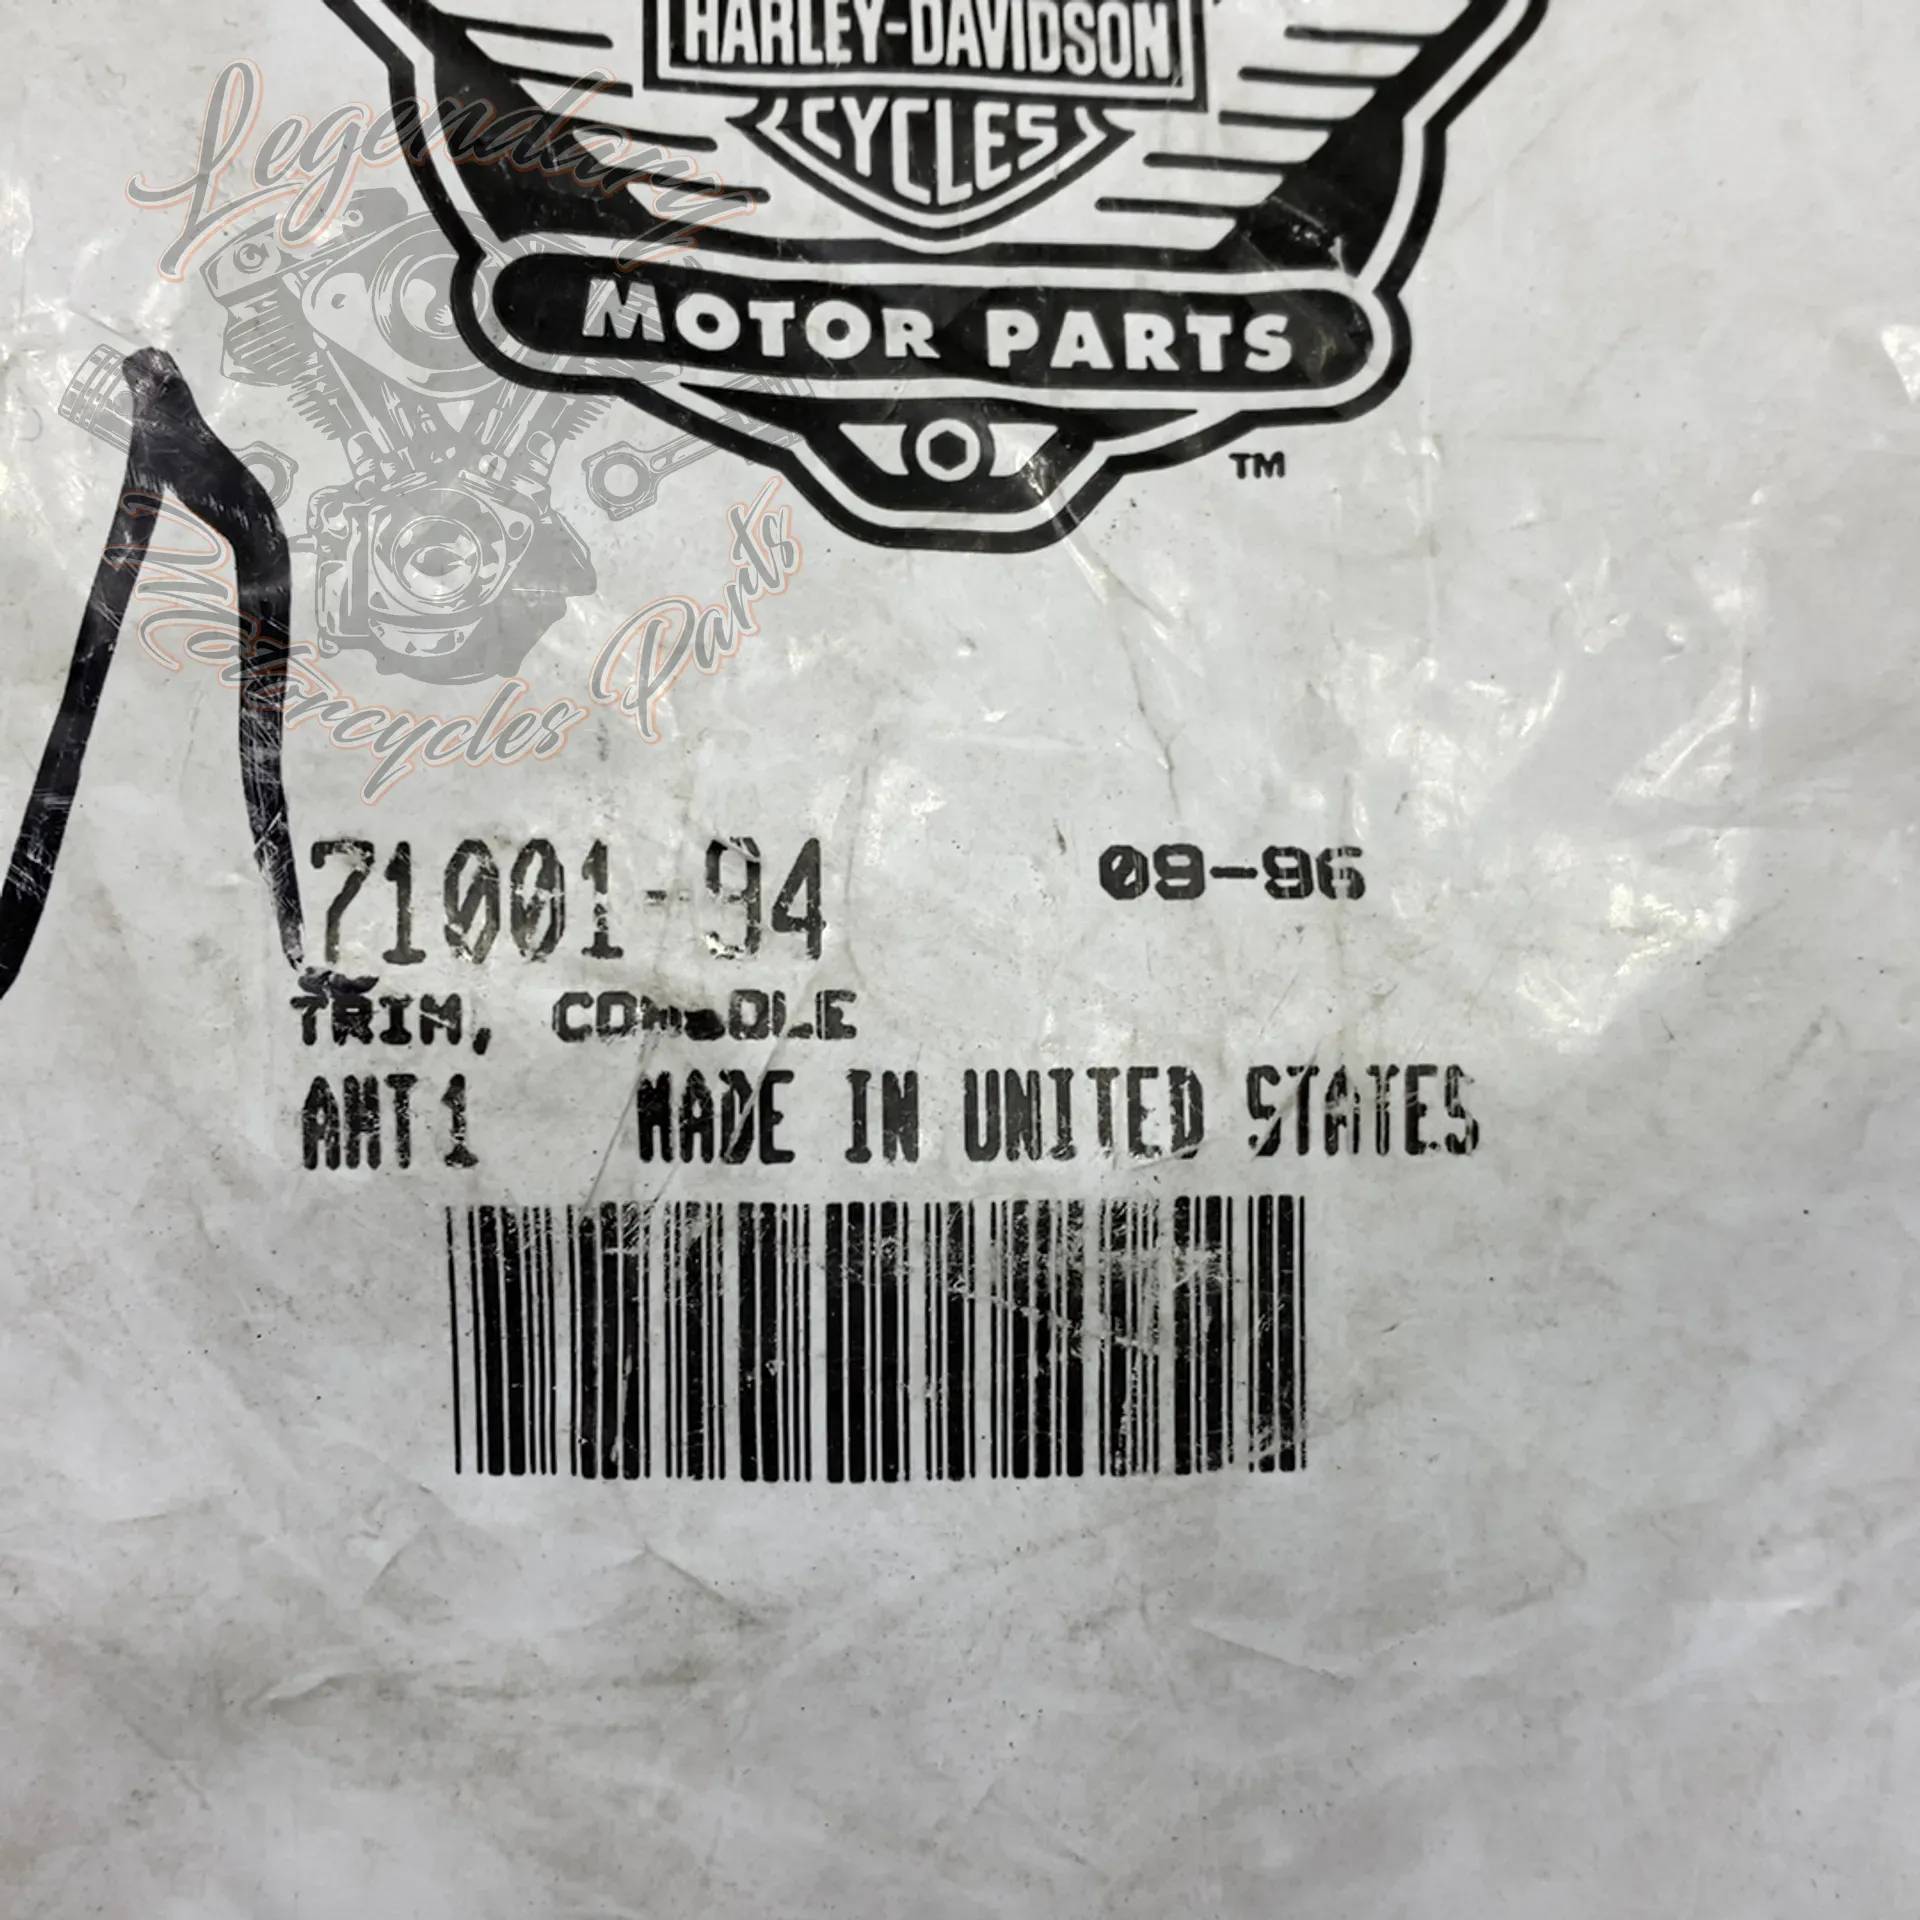 HARLEY-DAVIDSON
CYCLES
MOTOR PARTS
TM
Legendary
Motorcycles Parts
71001-94 09-96
TRIM, CONSOLE
AMT1 MADE IN UNITED STATES